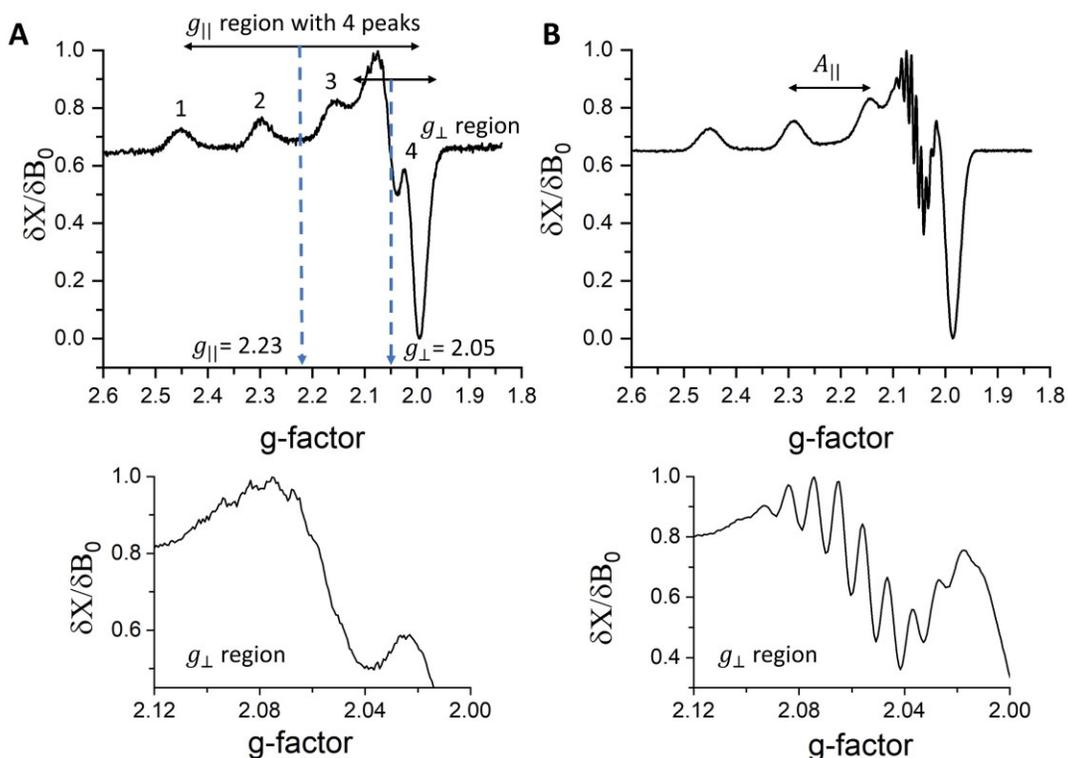 A
g|| region with 4 peaks
1.0
0.8
0.6
0.4
0.2
0.0
δX/δB0
1
2
3
4
g⊥ region
g||= 2.23
g⊥= 2.05
2.6 2.5 2.4 2.3 2.2 2.1 2.0 1.9 1.8
g-factor
B
1.0
0.8
0.6
0.4
0.2
0.0
δX/δB0
A||
2.6 2.5 2.4 2.3 2.2 2.1 2.0 1.9 1.8
g-factor
1.0
0.8
0.6
δX/δB0
g⊥ region
2.12 2.08 2.04 2.00
g-factor
1.0
0.8
0.6
0.4
δX/δB0
g⊥ region
2.12 2.08 2.04 2.00
g-factor